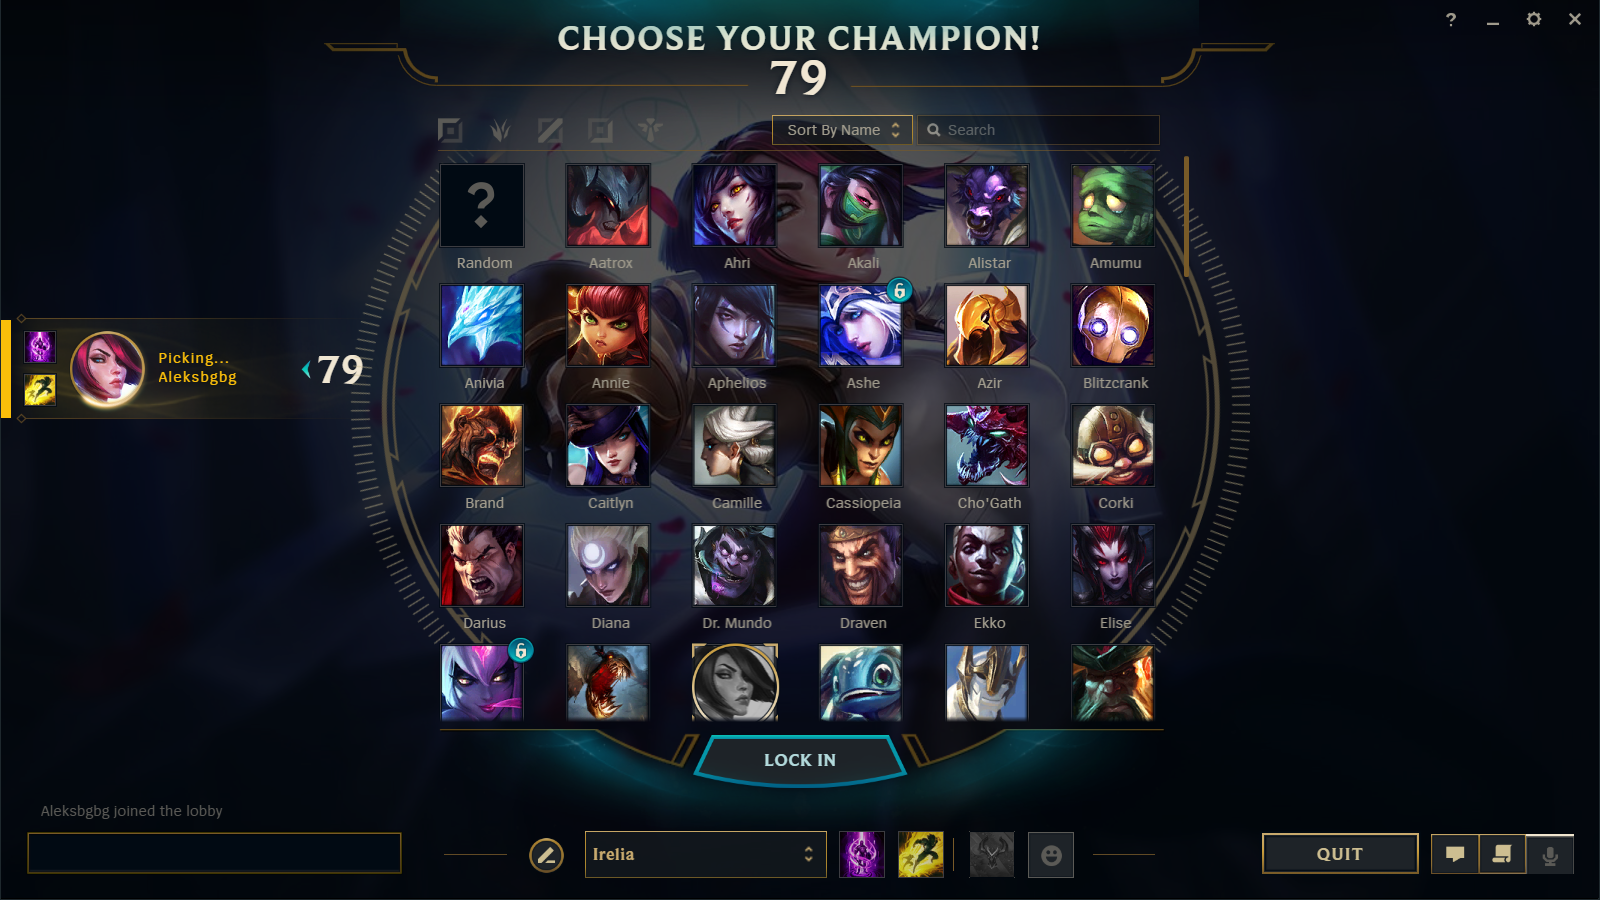 CHOOSE YOUR CHAMPION!
79
?
Sort By Name
Search
?
Random
Aatrox
Ahri
Akali
Alistar
Amumu
Anivia
Annie
Aphelios
Ashe
Azir
Blitzcrank
Picking...
Aleksbgbg
79
Brand
Caitlyn
Camille
Cassiopeia
Cho'Gath
Corki
Darius
Diana
Dr. Mundo
Draven
Ekko
Elise
LOCK IN
Aleksbgbg joined the lobby
Irelia
QUIT